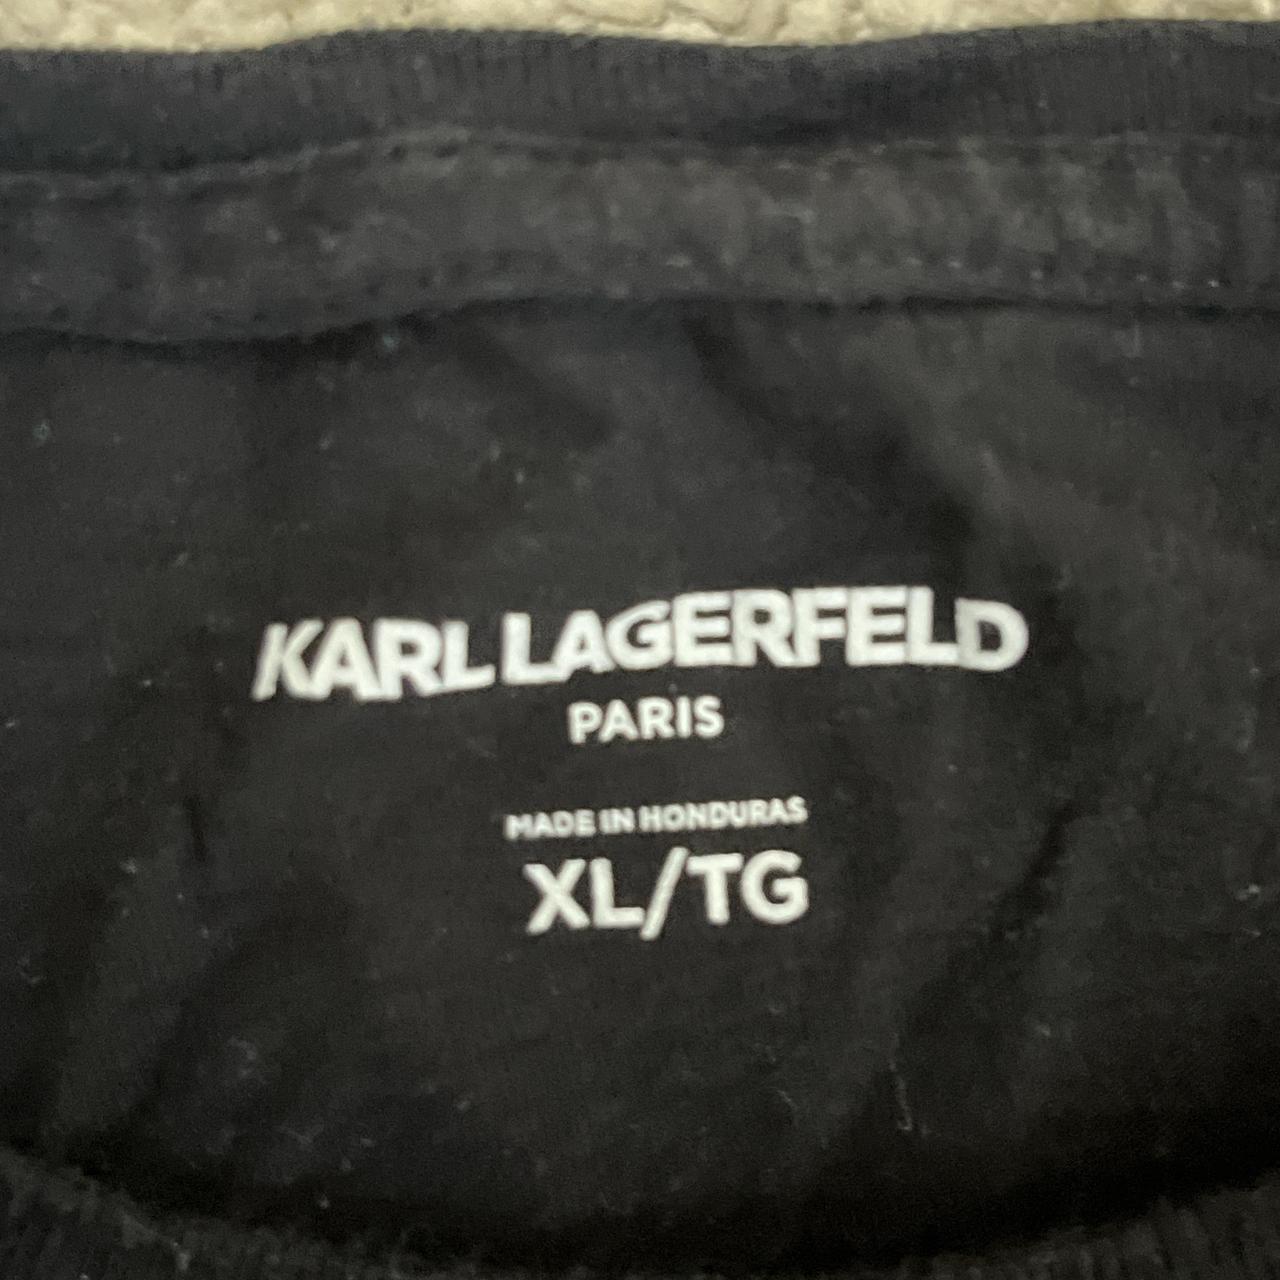 KARL LAGERFELD
PARIS
MADE IN HONDURAS
XL/TG